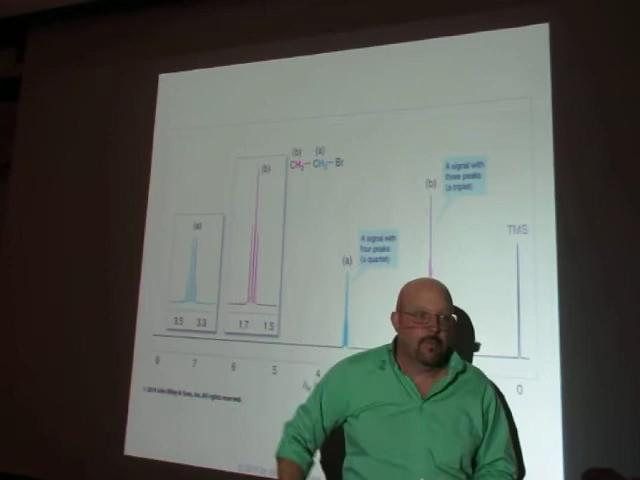 (b) (a)
CH3—CH2—Br
(b)
(a)
3.5 3.3
1.7 1.5
A signal with
three peaks
(a triplet)
(b)
A signal with
four peaks
(a quartet)
(a)
TMS
8 7 6 5 4 0
© 2014 John Wiley & Sons, Inc. All rights reserved.